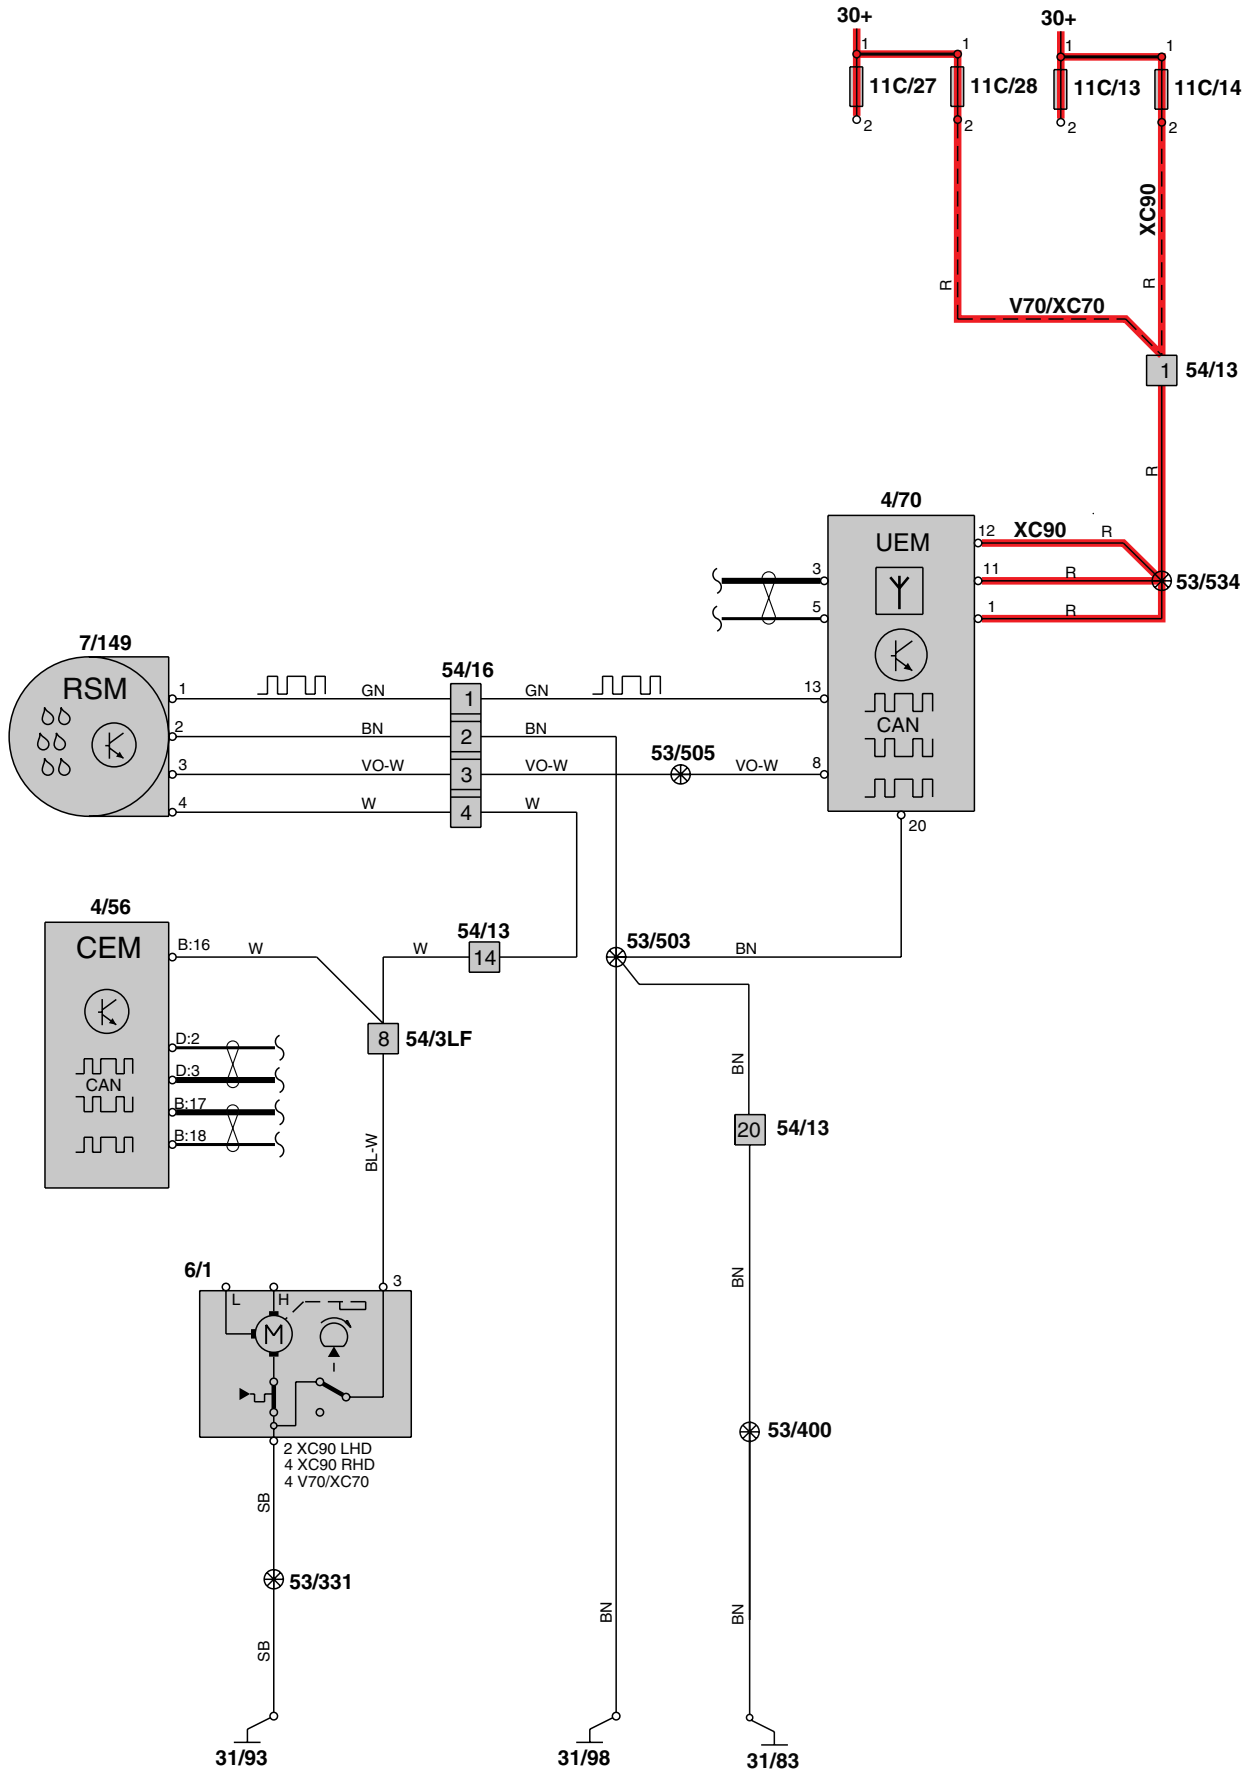 30+ 30+
1 1 1 1
11C/27 11C/28 11C/13 11C/14
2 2 2 2
XC90
R R
V70/XC70
1 54/13
R
4/70
UEM
12 XC90 R
3 11 R 53/534
5 1 R
7/149
RSM
54/16
1 GN 1 GN 13
CAN
2 BN 2 BN
53/505
3 VO-W 3 VO-W VO-W 8
4 W 4 W
20
4/56
CEM
B:16 W W 54/13
14
53/503 BN
8 54/3LF
D:2
D:3
CAN
B:17
B:18
BN
20 54/13
BL-W
6/1
L H 3
M
BN
53/400
2 XC90 LHD
4 XC90 RHD
4 V70/XC70
SB
53/331
BN BN
SB
31/93 31/98 31/83